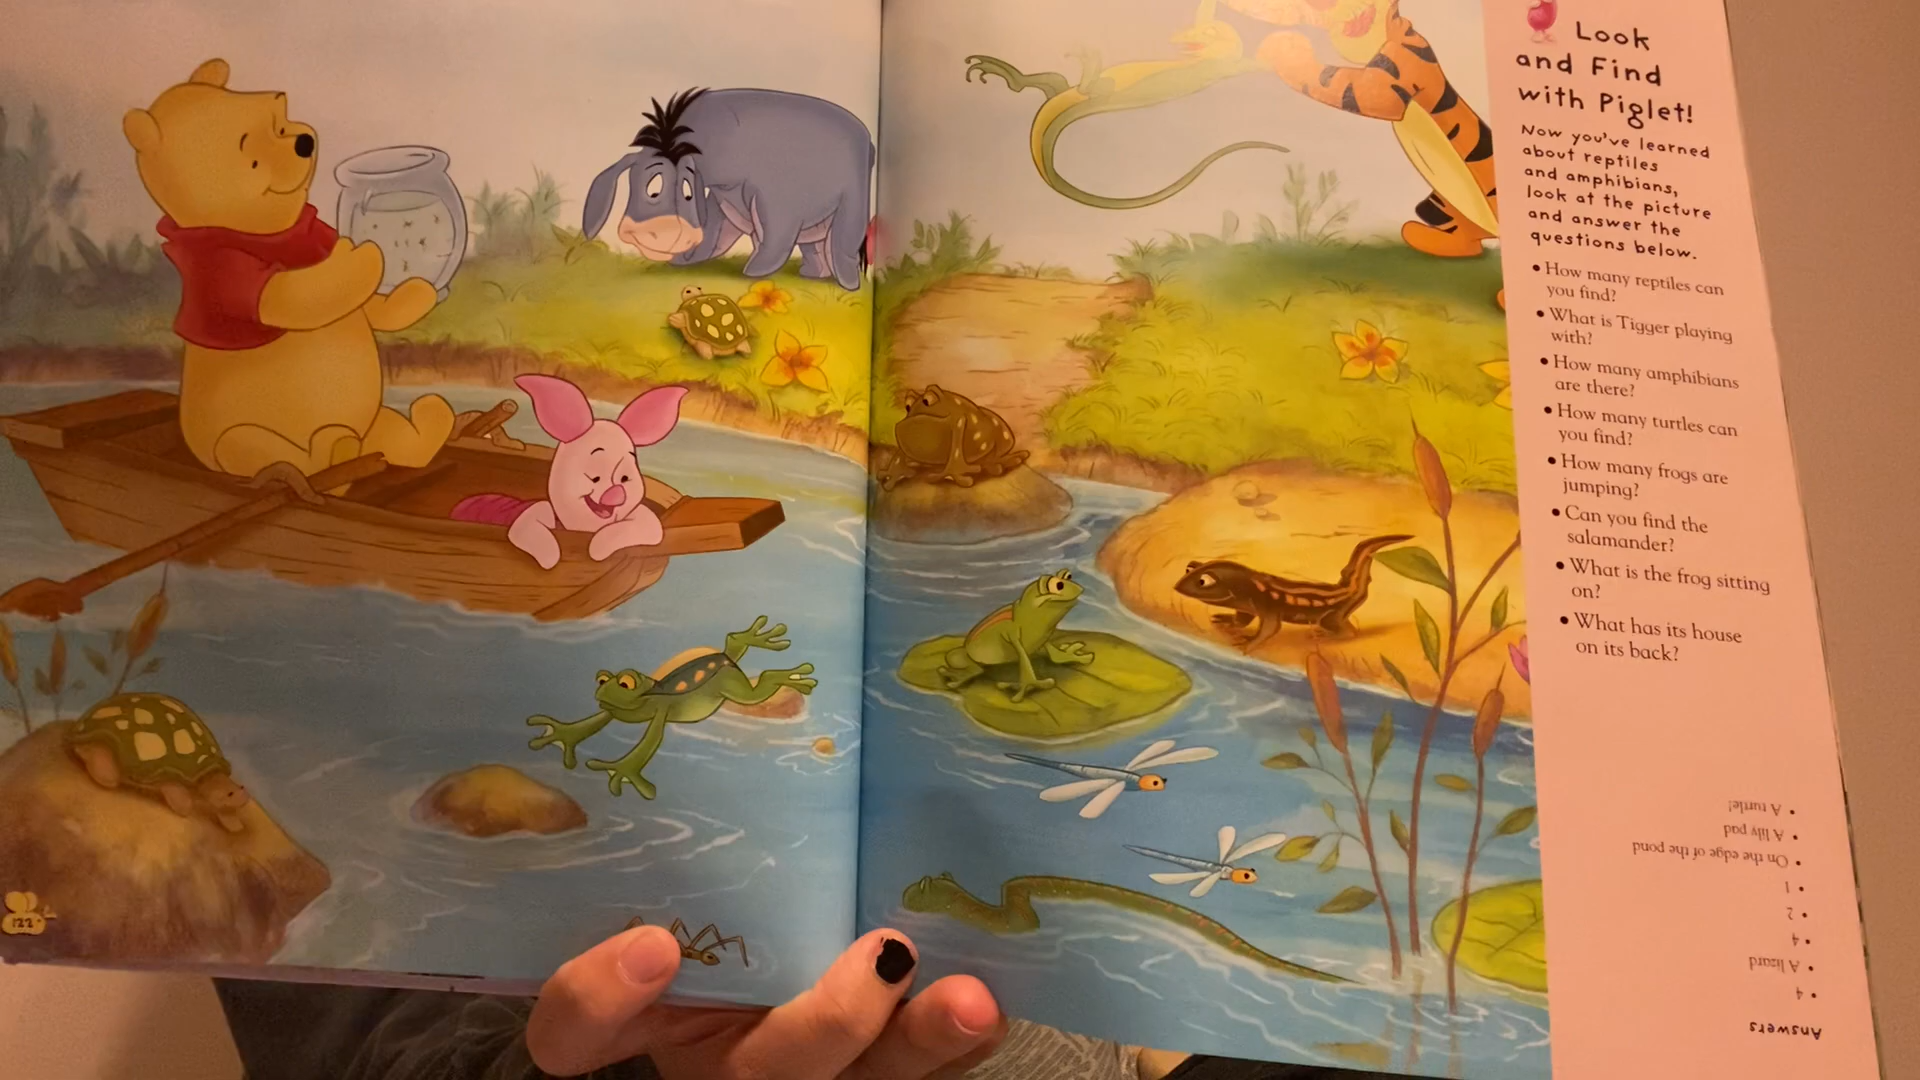 Look
and Find
with Piglet!
Now you've learned
about reptiles
and amphibians,
look at the picture
and answer the
questions below.
• How many reptiles can
you find?
• What is Tigger playing
with?
• How many amphibians
are there?
• How many turtles can
you find?
• How many frogs are
jumping?
• Can you find the
salamander?
• What is the frog sitting
on?
• What has its house
on its back?
Answers
• 4
• A lizard
• 4
• 2
• 1
• On the edge of the pond
• A lily pad
• A turtle!
122